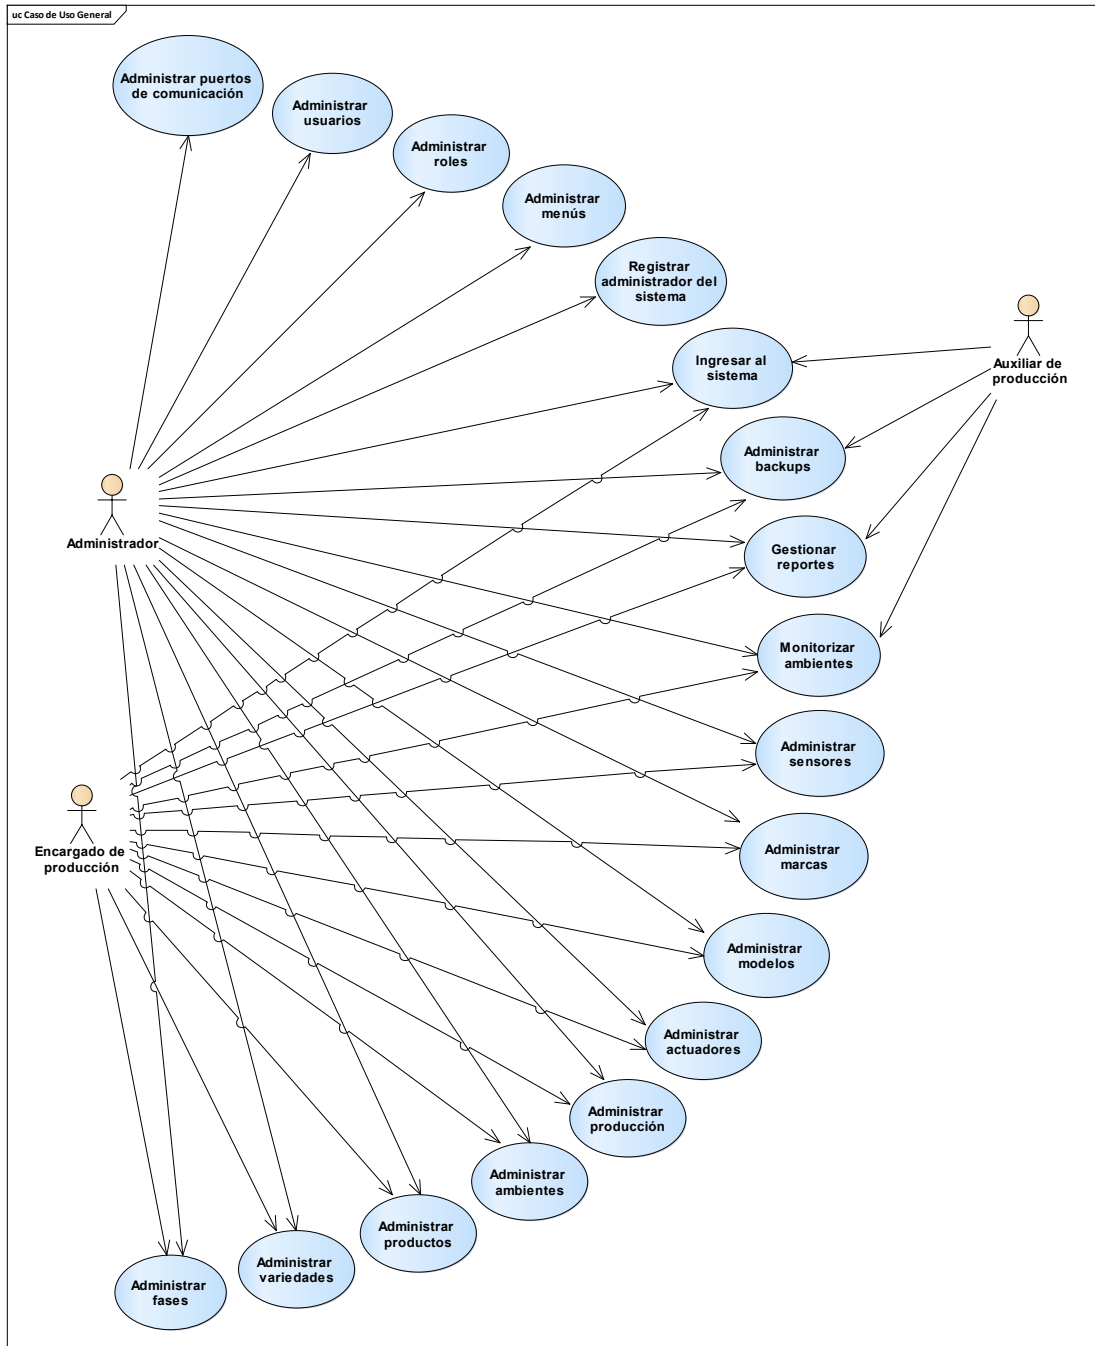 uc Caso de Uso General
Administrar puertos
de comunicación
Administrar
usuarios
Administrar
roles
Administrar
menús
Registrar
administrador del
sistema
Ingresar al
sistema
Auxiliar de
producción
Administrar
backups
Administrador
Gestionar
reportes
Monitorizar
ambientes
Administrar
sensores
Encargado de
producción
Administrar
marcas
Administrar
modelos
Administrar
actuadores
Administrar
producción
Administrar
ambientes
Administrar
productos
Administrar
variedades
Administrar
fases